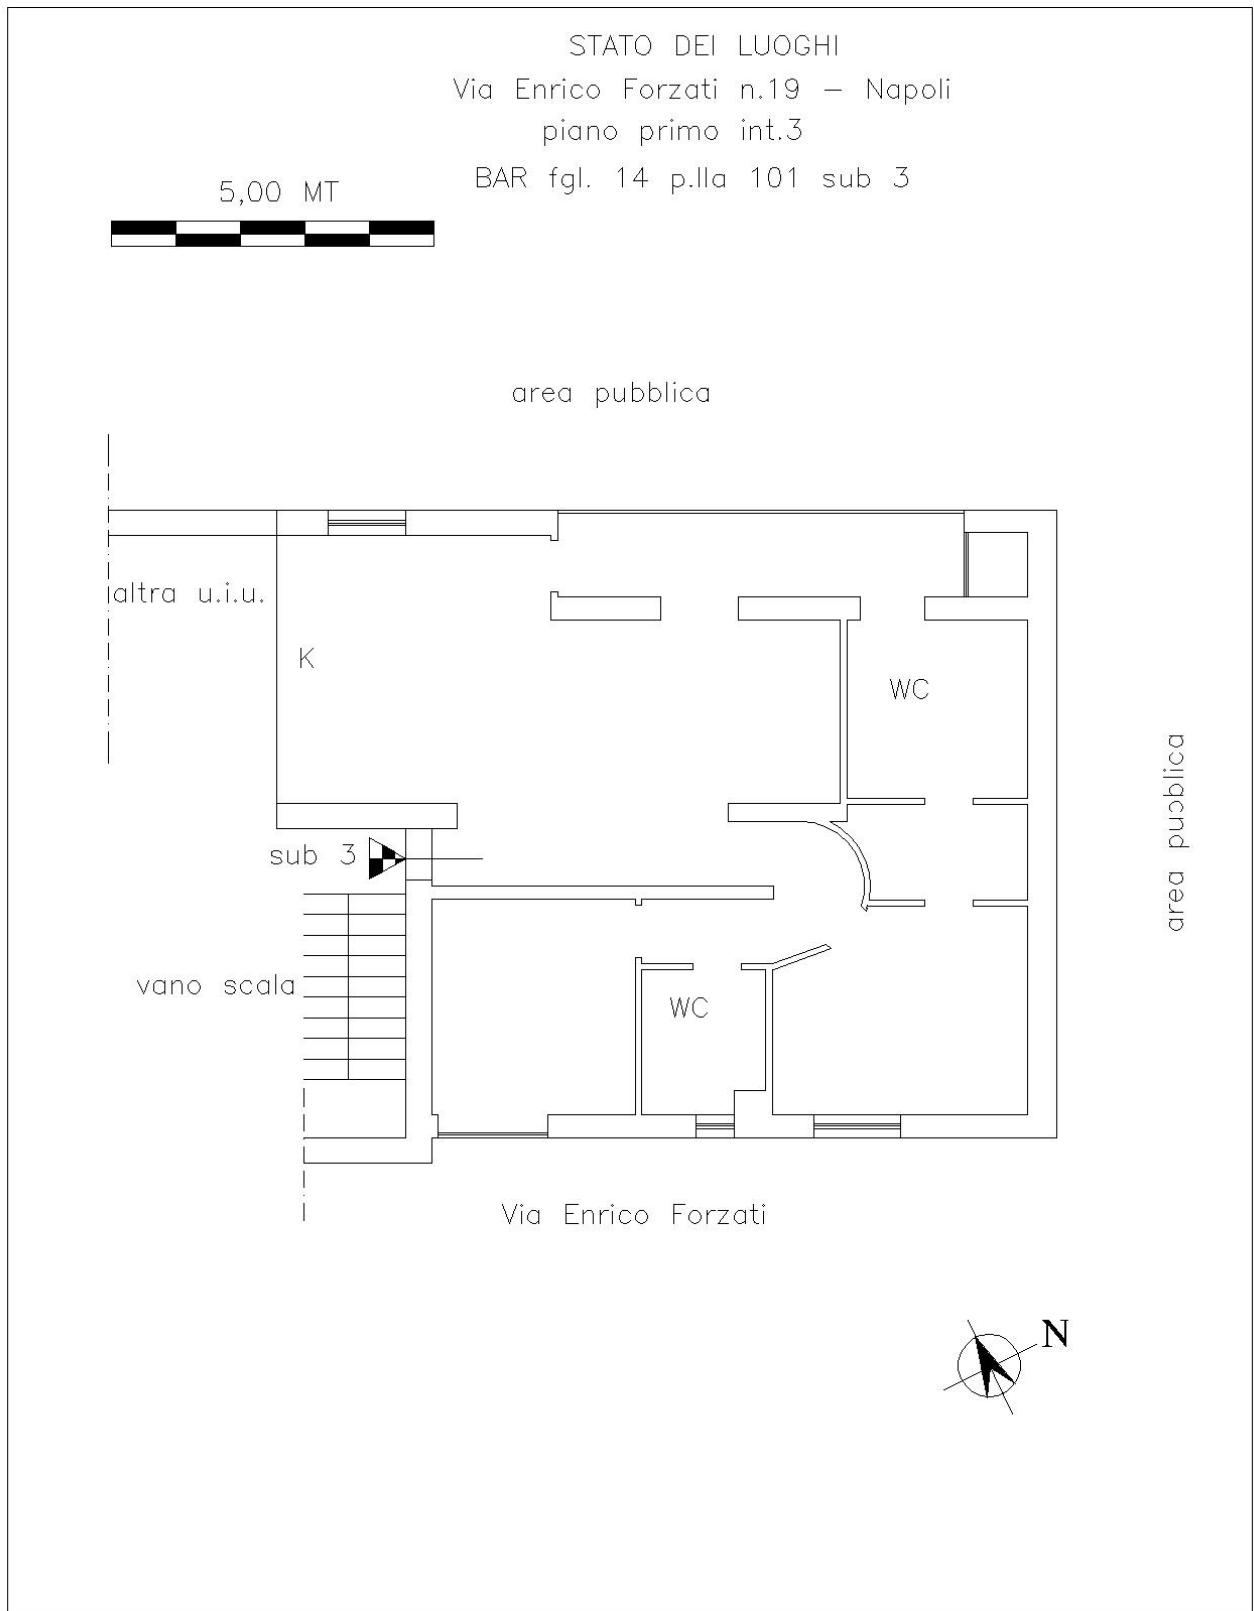 STATO DEI LUOGHI
Via Enrico Forzati n.19 – Napoli
piano primo int.3
BAR fgl. 14 p.lla 101 sub 3
5,00 MT
area pubblica
altra u.i.u.
K
WC
area pubblica
sub 3
vano scala
WC
Via Enrico Forzati
N